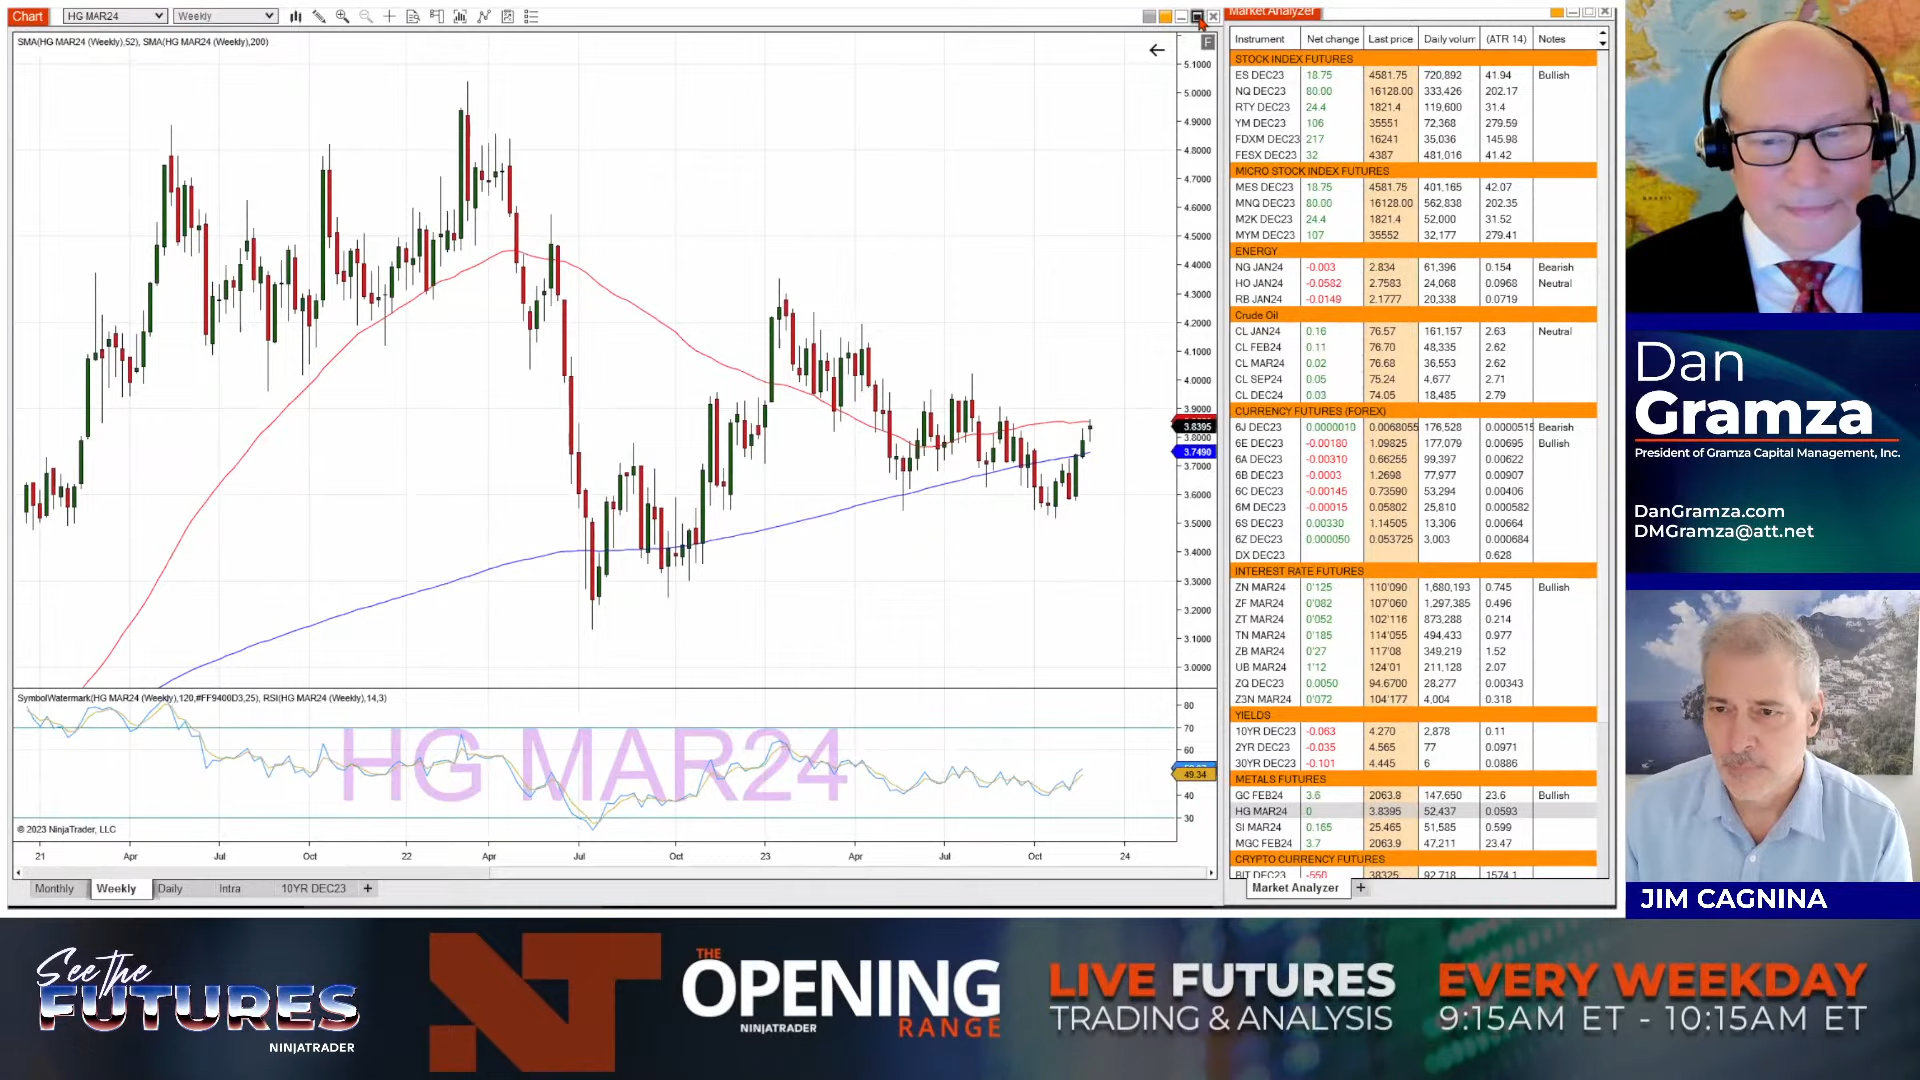 Chart HG MAR24 Weekly
SMA(HG MAR24 (Weekly),52), SMA(HG MAR24 (Weekly),200)
F
5.1000
5.0000
4.9000
4.8000
4.7000
4.6000
4.5000
4.4000
4.3000
4.2000
4.1000
4.0000
3.9000
3.8395
3.8000
3.7490
3.7000
3.6000
3.5000
3.4000
3.3000
3.2000
3.1000
3.0000
SymbolWatermark(HG MAR24 (Weekly),120,#FF9400D3,25), RSI(HG MAR24 (Weekly),14,3)
HG MAR24
80
70
60
49.34
40
30
© 2023 NinjaTrader, LLC
21 Apr Jul Oct 22 Apr Jul Oct 23 Apr Jul Oct 24
Monthly Weekly Daily Intra 10YR DEC23 +
Market Analyzer
Instrument Net change Last price Daily volum (ATR 14) Notes
STOCK INDEX FUTURES
ES DEC23 18.75 4581.75 720,892 41.94 Bullish
NQ DEC23 80.00 16128.00 333,426 202.17
RTY DEC23 24.4 1821.4 119,600 31.4
YM DEC23 106 35551 72,368 279.59
FDXM DEC23 217 16241 35,036 145.98
FESX DEC23 32 4387 481,016 41.42
MICRO STOCK INDEX FUTURES
MES DEC23 18.75 4581.75 401,165 42.07
MNQ DEC23 80.00 16128.00 562,838 202.35
M2K DEC23 24.4 1821.4 52,000 31.52
MYM DEC23 107 35552 32,177 279.41
ENERGY
NG JAN24 -0.003 2.834 61,396 0.154 Bearish
HO JAN24 -0.0582 2.7583 24,068 0.0968 Neutral
RB JAN24 -0.0149 2.1777 20,338 0.0719
Crude Oil
CL JAN24 0.16 76.57 161,157 2.63 Neutral
CL FEB24 0.11 76.70 48,335 2.62
CL MAR24 0.02 76.68 36,553 2.62
CL SEP24 0.05 75.24 4,677 2.71
CL DEC24 0.03 74.05 18,485 2.79
CURRENCY FUTURES (FOREX)
6J DEC23 0.0000010 0.0068055 176,528 0.0000515 Bearish
6E DEC23 -0.00180 1.09825 177,079 0.00695 Bullish
6A DEC23 -0.00310 0.66255 99,397 0.00622
6B DEC23 -0.0003 1.2698 77,977 0.00907
6C DEC23 -0.00145 0.73590 53,294 0.00406
6M DEC23 -0.00015 0.05802 25,810 0.000582
6S DEC23 0.00330 1.14505 13,306 0.00664
6Z DEC23 0.000050 0.053725 3,003 0.000684
DX DEC23 0.628
INTEREST RATE FUTURES
ZN MAR24 0'125 110'090 1,680,193 0.745 Bullish
ZF MAR24 0'082 107'060 1,297,385 0.496
ZT MAR24 0'052 102'116 873,288 0.214
TN MAR24 0'185 114'055 494,433 0.977
ZB MAR24 0'27 117'08 349,219 1.52
UB MAR24 1'12 124'01 211,128 2.07
ZQ DEC23 0.0050 94.6700 28,277 0.00343
Z3N MAR24 0'072 104'177 4,004 0.318
YIELDS
10YR DEC23 -0.063 4.270 2,878 0.11
2YR DEC23 -0.035 4.565 77 0.0971
30YR DEC23 -0.101 4.445 6 0.0886
METALS FUTURES
GC FEB24 3.6 2063.8 147,650 23.6 Bullish
HG MAR24 0 3.8395 52,437 0.0593
SI MAR24 0.165 25.465 51,585 0.599
MGC FEB24 3.7 2063.9 47,211 23.47
CRYPTO CURRENCY FUTURES
BIT DEC23 -550 38325 92,718 1574.1
Market Analyzer +
Dan
Gramza
President of Gramza Capital Management, Inc.
DanGramza.com
DMGramza@att.net
JIM CAGNINA
See the
FUTURES
NINJATRADER
NT
THE
OPENING
RANGE
NINJATRADER
LIVE FUTURES
TRADING & ANALYSIS
EVERY WEEKDAY
9:15AM ET - 10:15AM ET